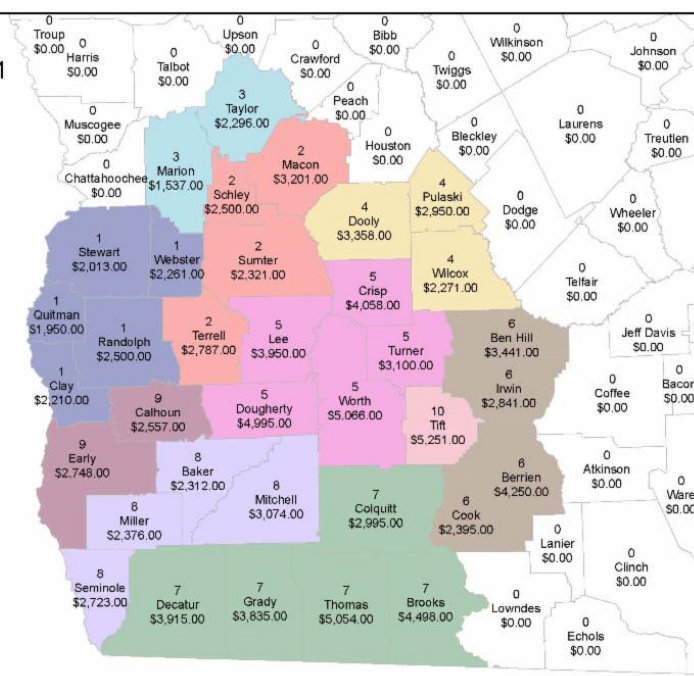 1
0
Troup
$0.00
0
Harris
$0.00
0
Talbot
$0.00
0
Upson
$0.00
0
Crawford
$0.00
0
Bibb
$0.00
0
Twiggs
$0.00
0
Wilkinson
$0.00
0
Johnson
$0.00
0
Muscogee
$0.00
0
Chattahoochee
$0.00
3
Taylor
$2,296.00
0
Peach
$0.00
0
Houston
$0.00
0
Bleckley
$0.00
0
Laurens
$0.00
0
Treutlen
$0.00
3
Marion
$1,537.00
2
Schley
$2,500.00
2
Macon
$3,201.00
4
Dooly
$3,358.00
4
Pulaski
$2,950.00
0
Dodge
$0.00
0
Wheeler
$0.00
1
Stewart
$2,013.00
1
Webster
$2,261.00
2
Sumter
$2,321.00
5
Crisp
$4,058.00
4
Wilcox
$2,271.00
0
Telfair
$0.00
1
Quitman
$1,950.00
1
Randolph
$2,500.00
2
Terrell
$2,787.00
5
Lee
$3,950.00
5
Turner
$3,100.00
6
Ben Hill
$3,441.00
0
Jeff Davis
$0.00
1
Clay
$2,210.00
9
Calhoun
$2,557.00
5
Dougherty
$4,995.00
5
Worth
$5,066.00
10
Tift
$5,251.00
6
Irwin
$2,841.00
0
Coffee
$0.00
0
Bacor
$0.00
9
Early
$2,748.00
8
Baker
$2,312.00
8
Mitchell
$3,074.00
7
Colquitt
$2,995.00
6
Cook
$2,395.00
6
Berrien
$4,250.00
0
Atkinson
$0.00
0
Ware
$0.00
8
Miller
$2,376.00
0
Lanier
$0.00
0
Clinch
$0.00
8
Seminole
$2,723.00
7
Decatur
$3,915.00
7
Grady
$3,835.00
7
Thomas
$5,054.00
7
Brooks
$4,498.00
0
Lowndes
$0.00
0
Echols
$0.00